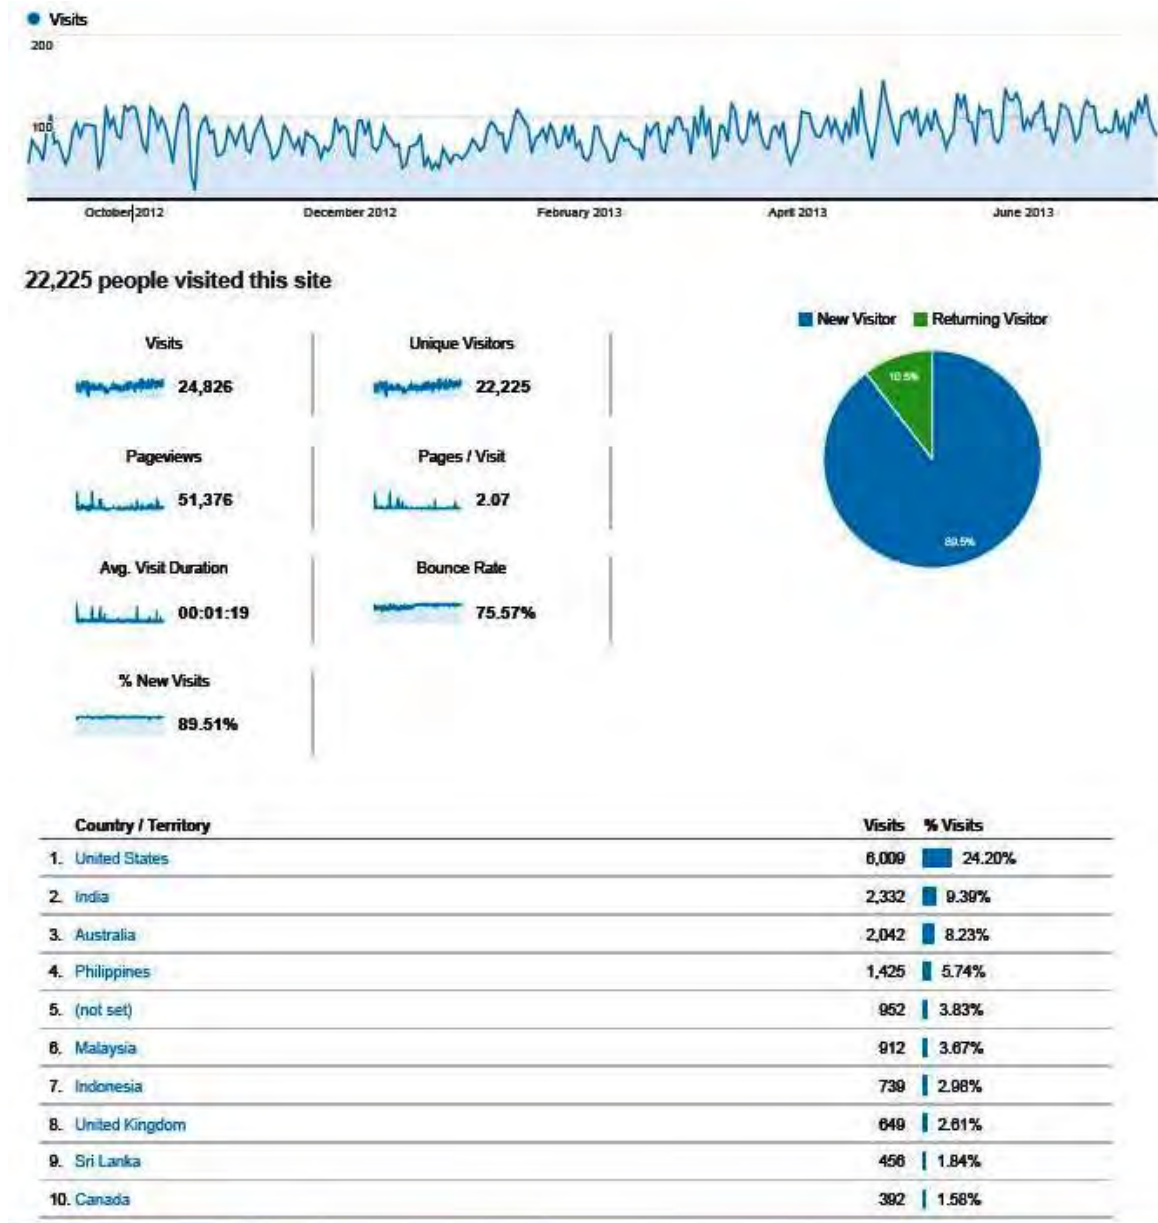 Visits
200
100
October 2012 December 2012 February 2013 April 2013 June 2013
22,225 people visited this site
New Visitor Returning Visitor
Visits Unique Visitors
24,826 22,225
10.5%
Pageviews Pages / Visit
51,376 2.07
89.5%
Avg. Visit Duration Bounce Rate
00:01:19 75.57%
% New Visits
89.51%
Country / Territory Visits % Visits
1. United States 6,009 24.20%
2. India 2,332 9.39%
3. Australia 2,042 8.23%
4. Philippines 1,425 5.74%
5. (not set) 952 3.83%
6. Malaysia 912 3.67%
7. Indonesia 739 2.98%
8. United Kingdom 649 2.61%
9. Sri Lanka 456 1.84%
10. Canada 392 1.58%